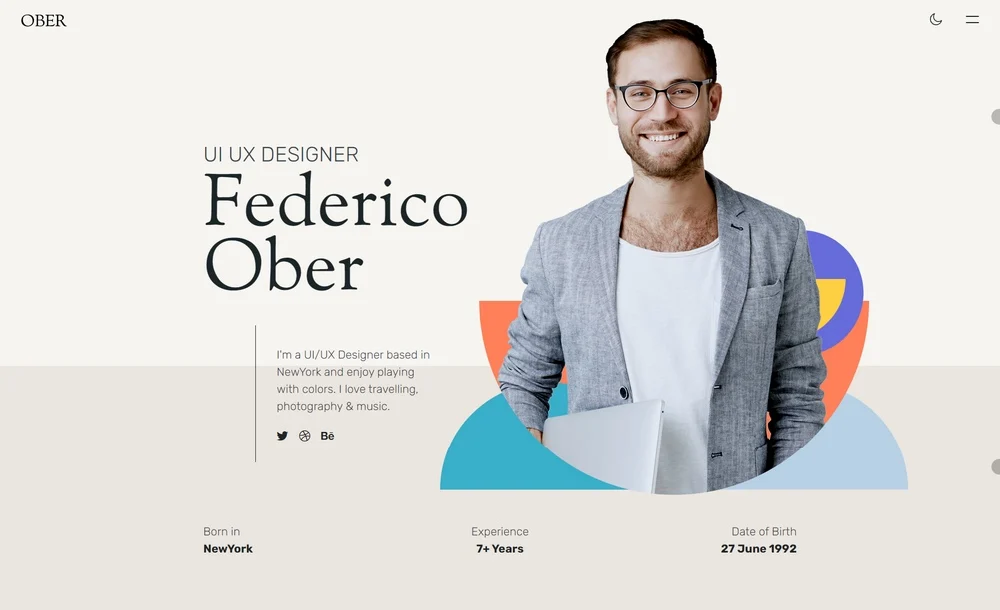 OBER
UI UX DESIGNER
Federico
Ober
I'm a UI/UX Designer based in
NewYork and enjoy playing
with colors. I love travelling,
photography & music.
Bē
Born in
NewYork
Experience
7+ Years
Date of Birth
27 June 1992